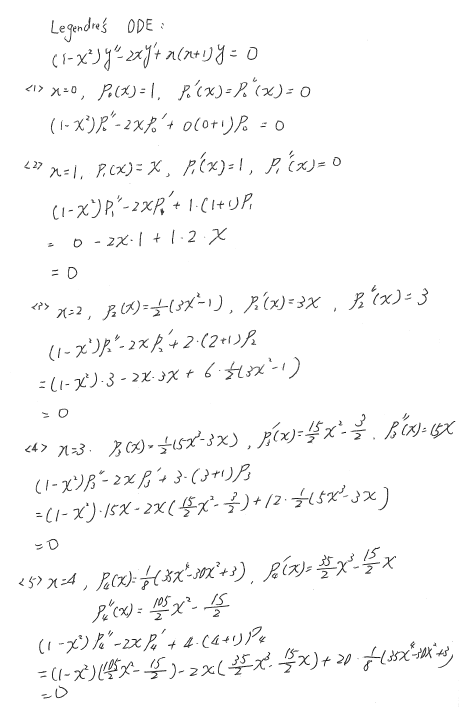 Legendre's ODE :
(1-x²)y″-2xy′+n(n+1)y = 0
<1> n=0, P₀(x)=1, P₀′(x)=P₀″(x)=0
(1-x²)P₀″-2xP₀′+0(0+1)P₀ = 0
<2> n=1, P₁(x)=x, P₁′(x)=1, P₁″(x)=0
(1-x²)P₁″-2xP₁′+1·(1+1)P₁
= 0 - 2x·1 + 1·2·x
= 0
<3> n=2, P₂(x)=1/2(3x²-1), P₂′(x)=3x, P₂″(x)=3
(1-x²)P₂″-2xP₂′+2·(2+1)P₂
=(1-x²)·3-2x·3x+6·1/2(3x²-1)
=0
<4> n=3. P₃(x)=1/2(5x³-3x), P₃′(x)=15/2x²-3/2. P₃″(x)=15x
(1-x²)P₃″-2xP₃′+3·(3+1)P₃
=(1-x²)·15x-2x(15/2x²-3/2)+12·1/2(5x³-3x)
=0
<5> n=4, P₄(x)=1/8(35x⁴-30x²+3), P₄′(x)=35/2x³-15/2x
P₄″(x)=105/2x²-15/2
(1-x²)P₄″-2xP₄′+4·(4+1)P₄
=(1-x²)(105/2x²-15/2)-2x(35/2x³-15/2x)+20·1/8(35x⁴-30x²+3)
=0